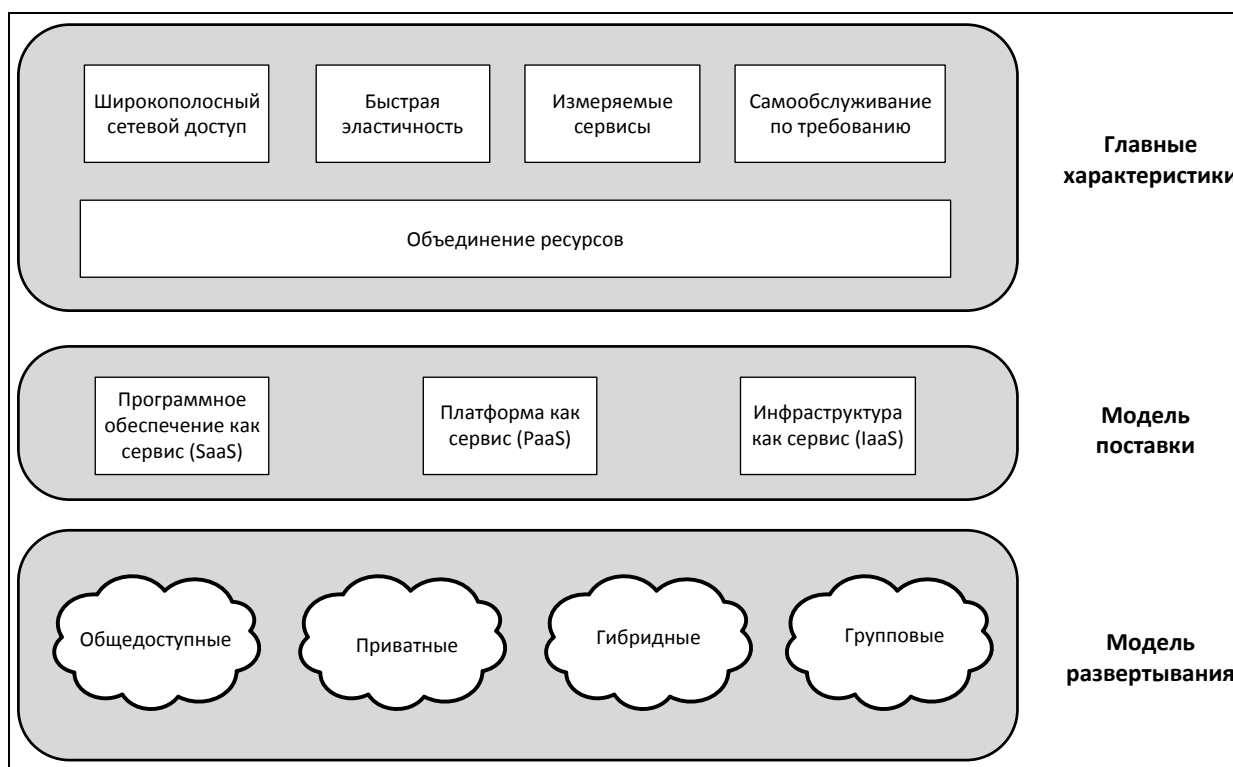 Широкополосный
сетевой доступ
Быстрая
эластичность
Измеряемые
сервисы
Самообслуживание
по требованию
Объединение ресурсов
Главные
характеристики
Программное
обеспечение как
сервис (SaaS)
Платформа как
сервис (PaaS)
Инфраструктура
как сервис (IaaS)
Модель
поставки
Общедоступные
Приватные
Гибридные
Групповые
Модель
развертывания